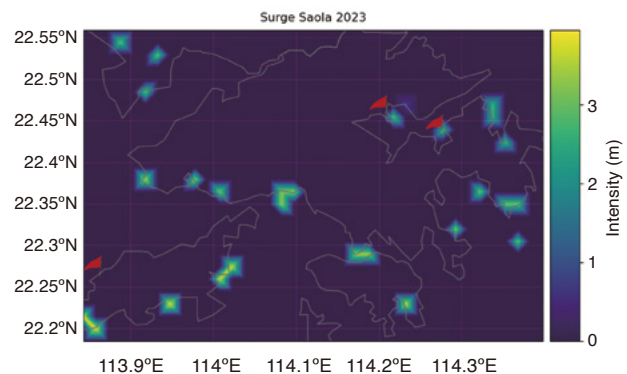 Surge Saola 2023
22.55°N
22.5°N
22.45°N
22.4°N
22.35°N
22.3°N
22.25°N
22.2°N
113.9°E 114°E 114.1°E 114.2°E 114.3°E
3
2
1
0
Intensity (m)